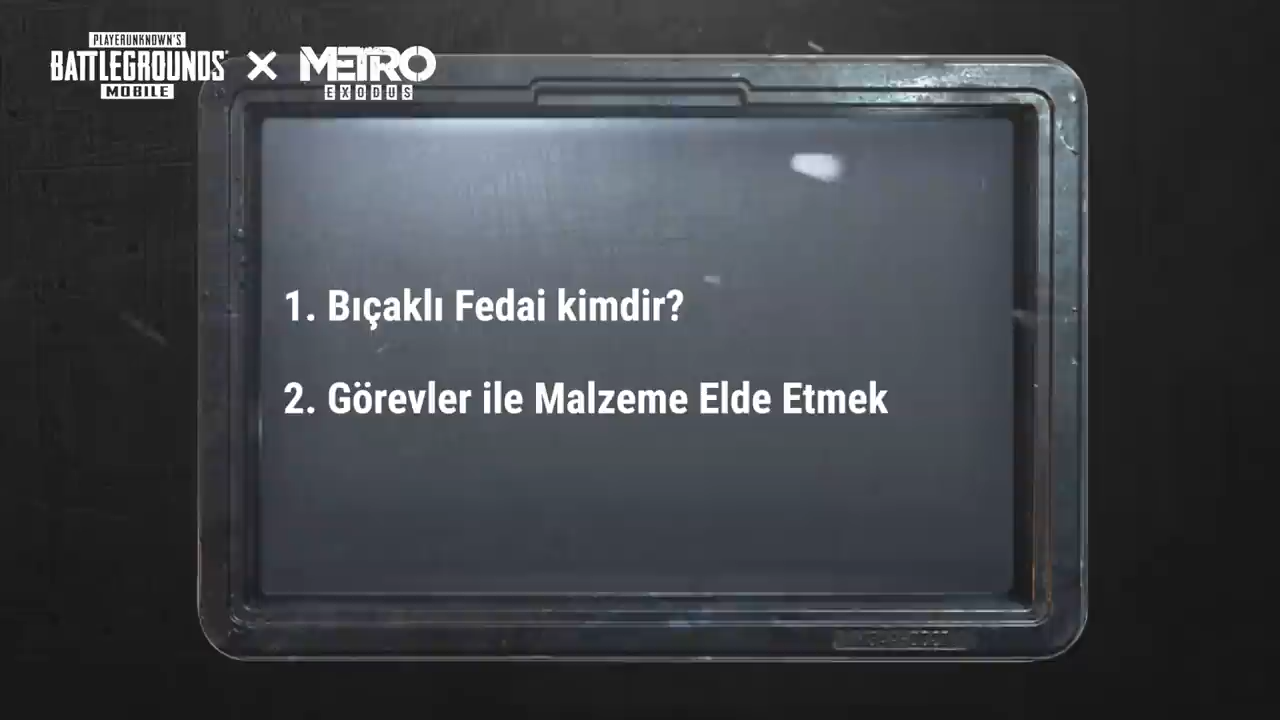 PLAYERUNKNOWN'S
BATTLEGROUNDS
MOBILE
X
METRO
EXODUS
1. Bıçaklı Fedai kimdir?
2. Görevler ile Malzeme Elde Etmek